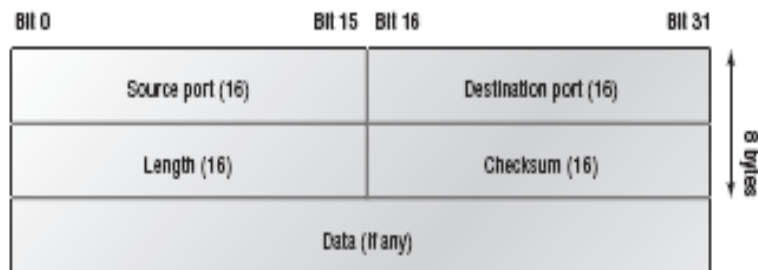 Bit 0 Bit 15 Bit 16 Bit 31
Source port (16) Destination port (16)
Length (16) Checksum (16)
8 bytes
Data (if any)